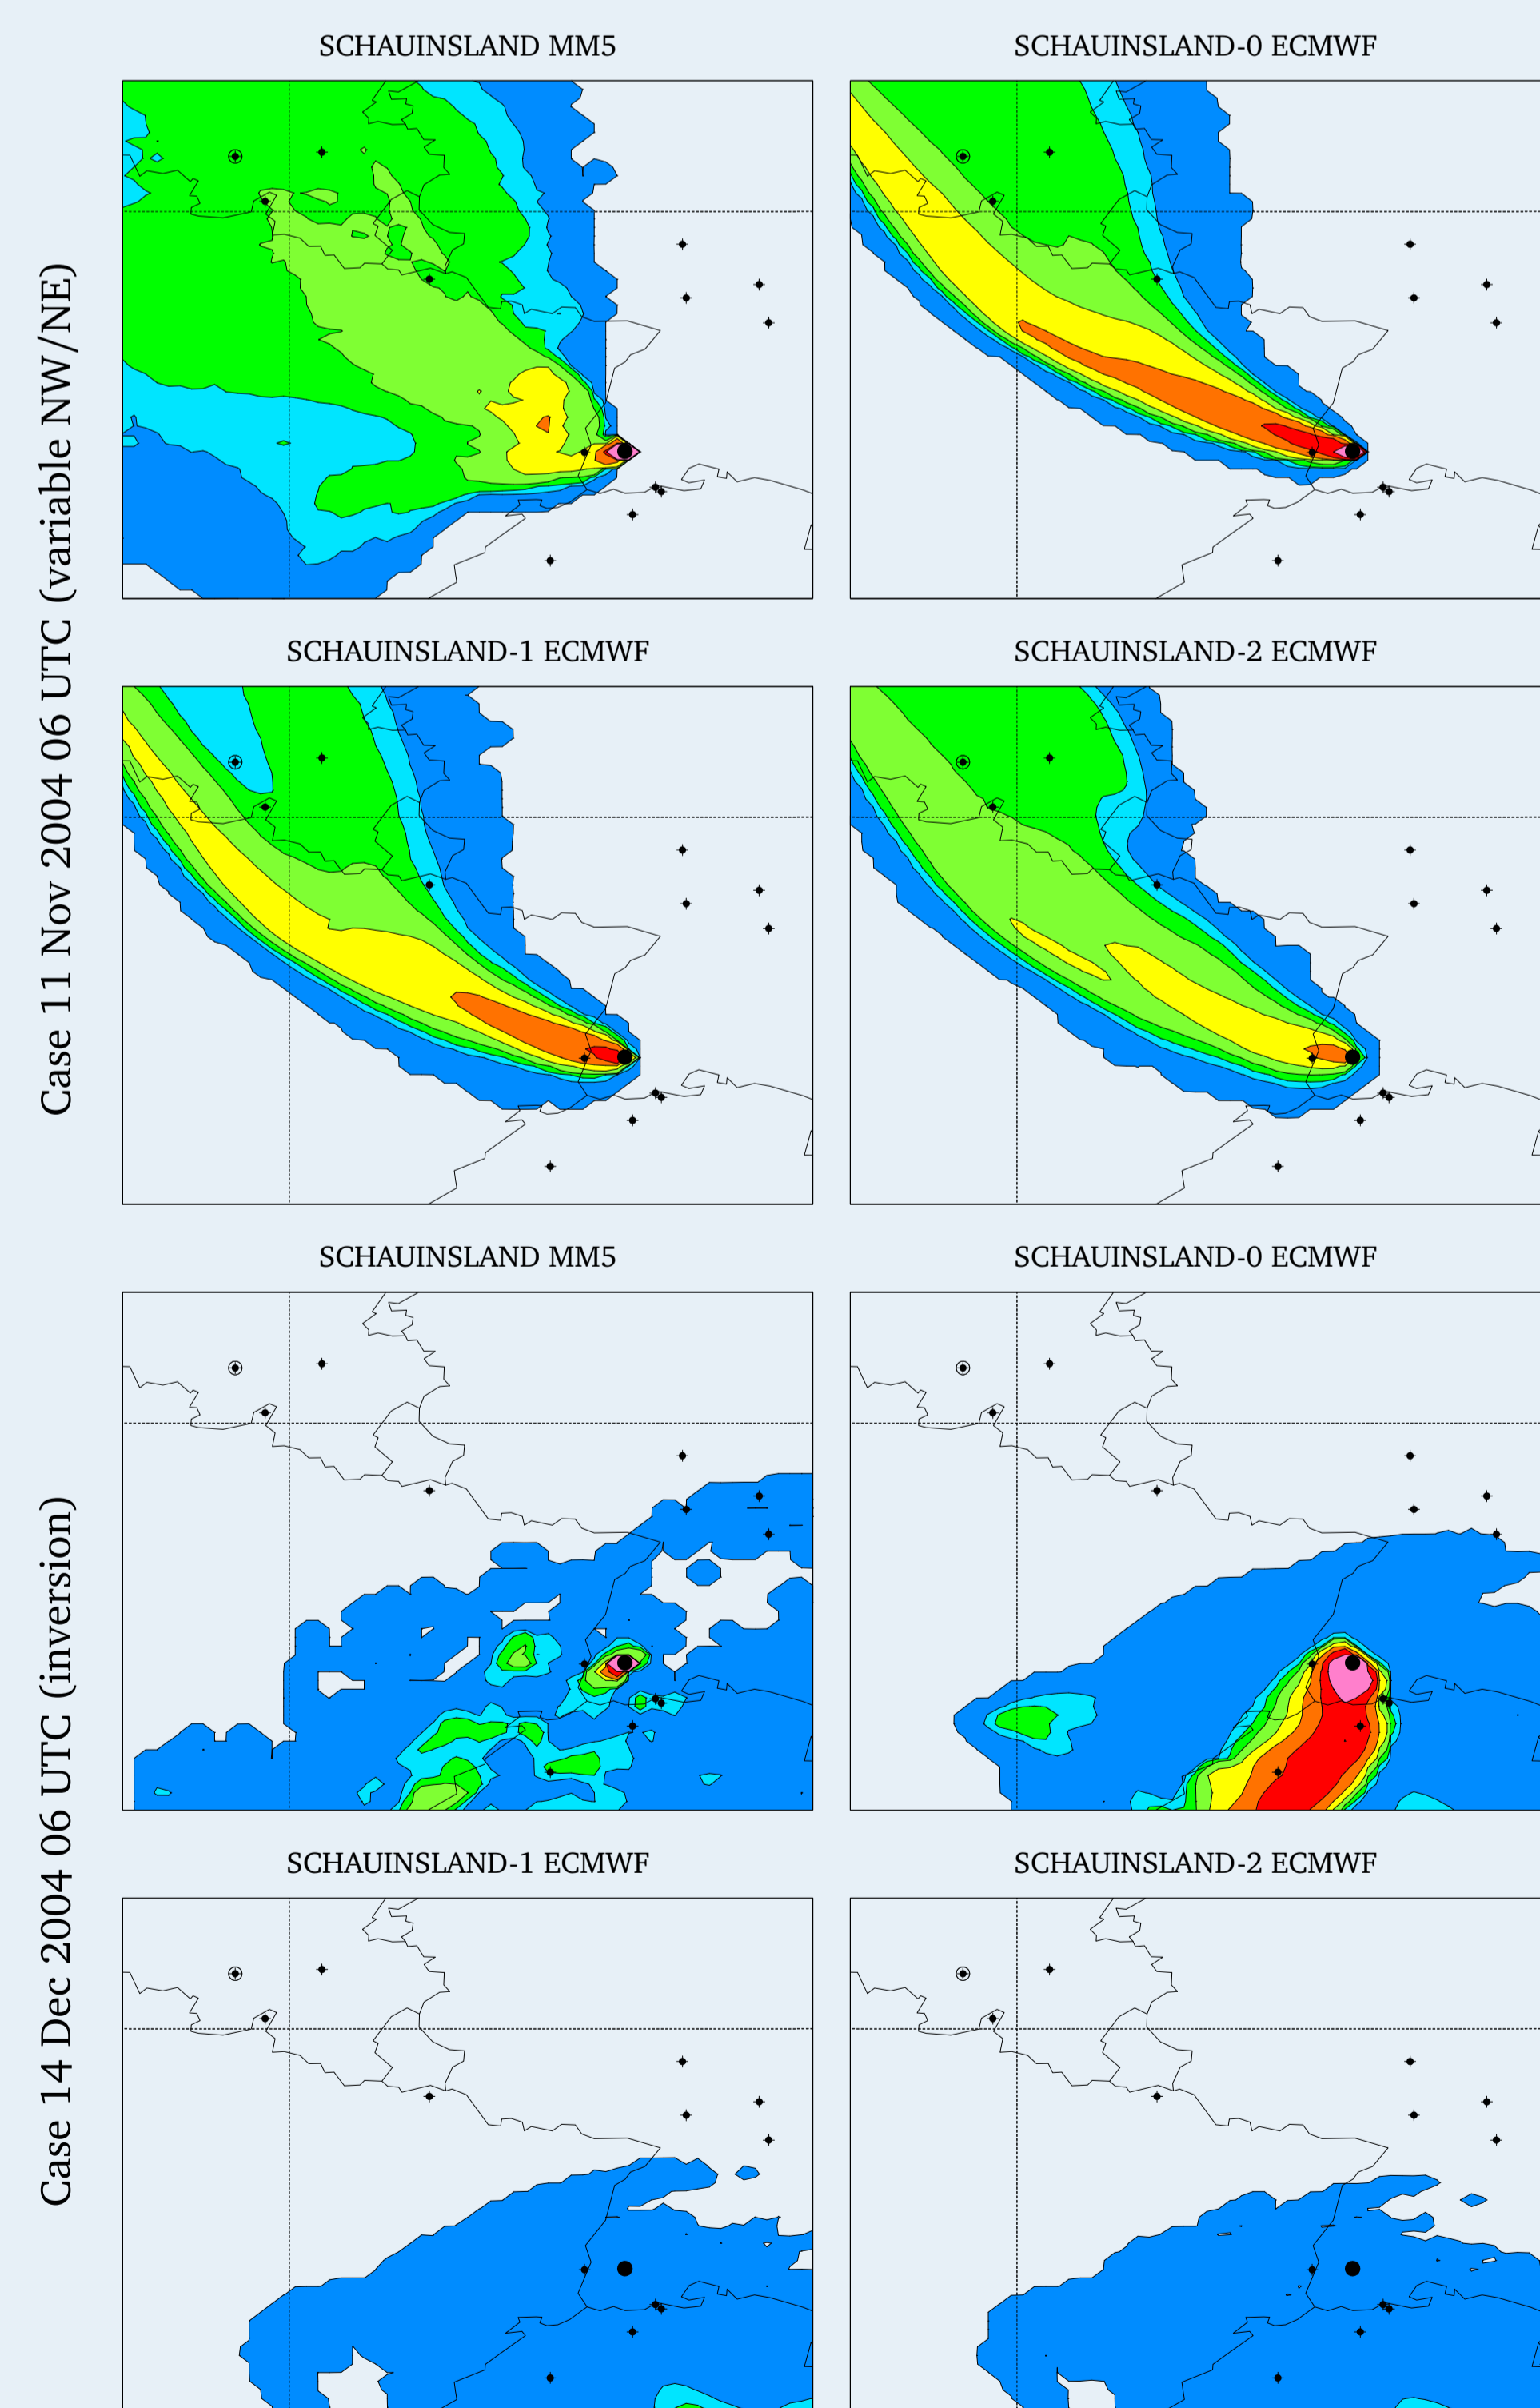 Case 11 Nov 2004 06 UTC (variable NW/NE)
SCHAUINSLAND MM5
SCHAUINSLAND-0 ECMWF
SCHAUINSLAND-1 ECMWF
SCHAUINSLAND-2 ECMWF
Case 14 Dec 2004 06 UTC (inversion)
SCHAUINSLAND MM5
SCHAUINSLAND-0 ECMWF
SCHAUINSLAND-1 ECMWF
SCHAUINSLAND-2 ECMWF